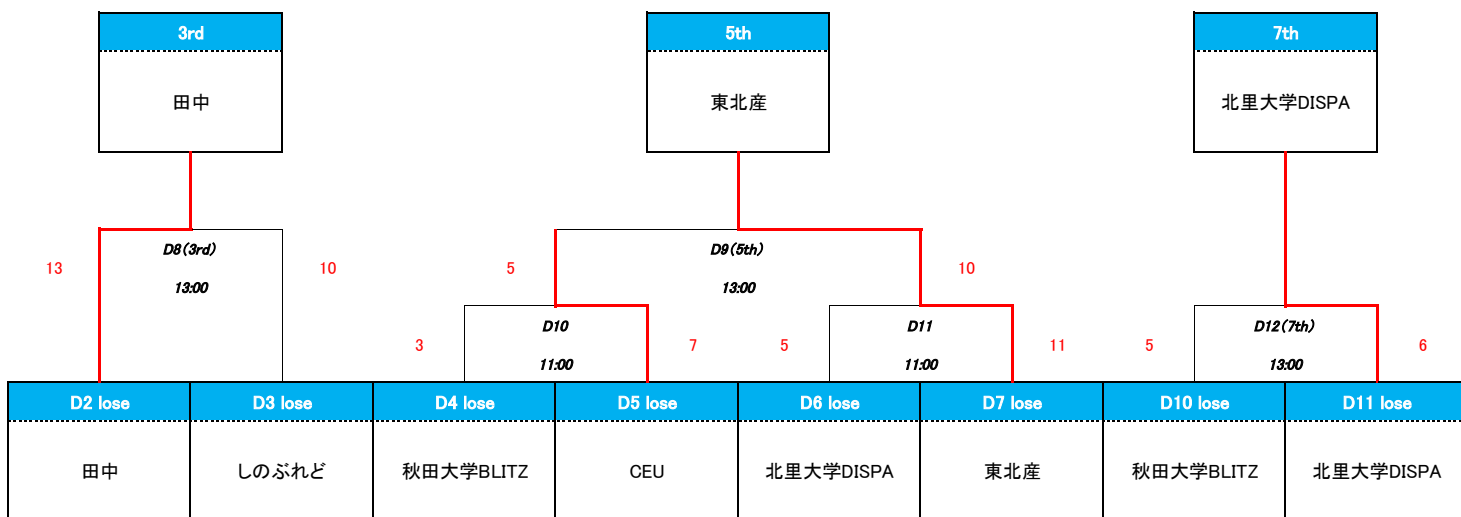 3rd 5th 7th
田中 東北産 北里大学DISPA
D8(3rd) D9(5th)
13 10 5 10
13:00 13:00
D10 D11 D12(7th)
3 7 5 11 5 6
11:00 11:00 13:00
D2 lose D3 lose D4 lose D5 lose D6 lose D7 lose D10 lose D11 lose
田中 しのぶれど 秋田大学BLITZ CEU 北里大学DISPA 東北産 秋田大学BLITZ 北里大学DISPA